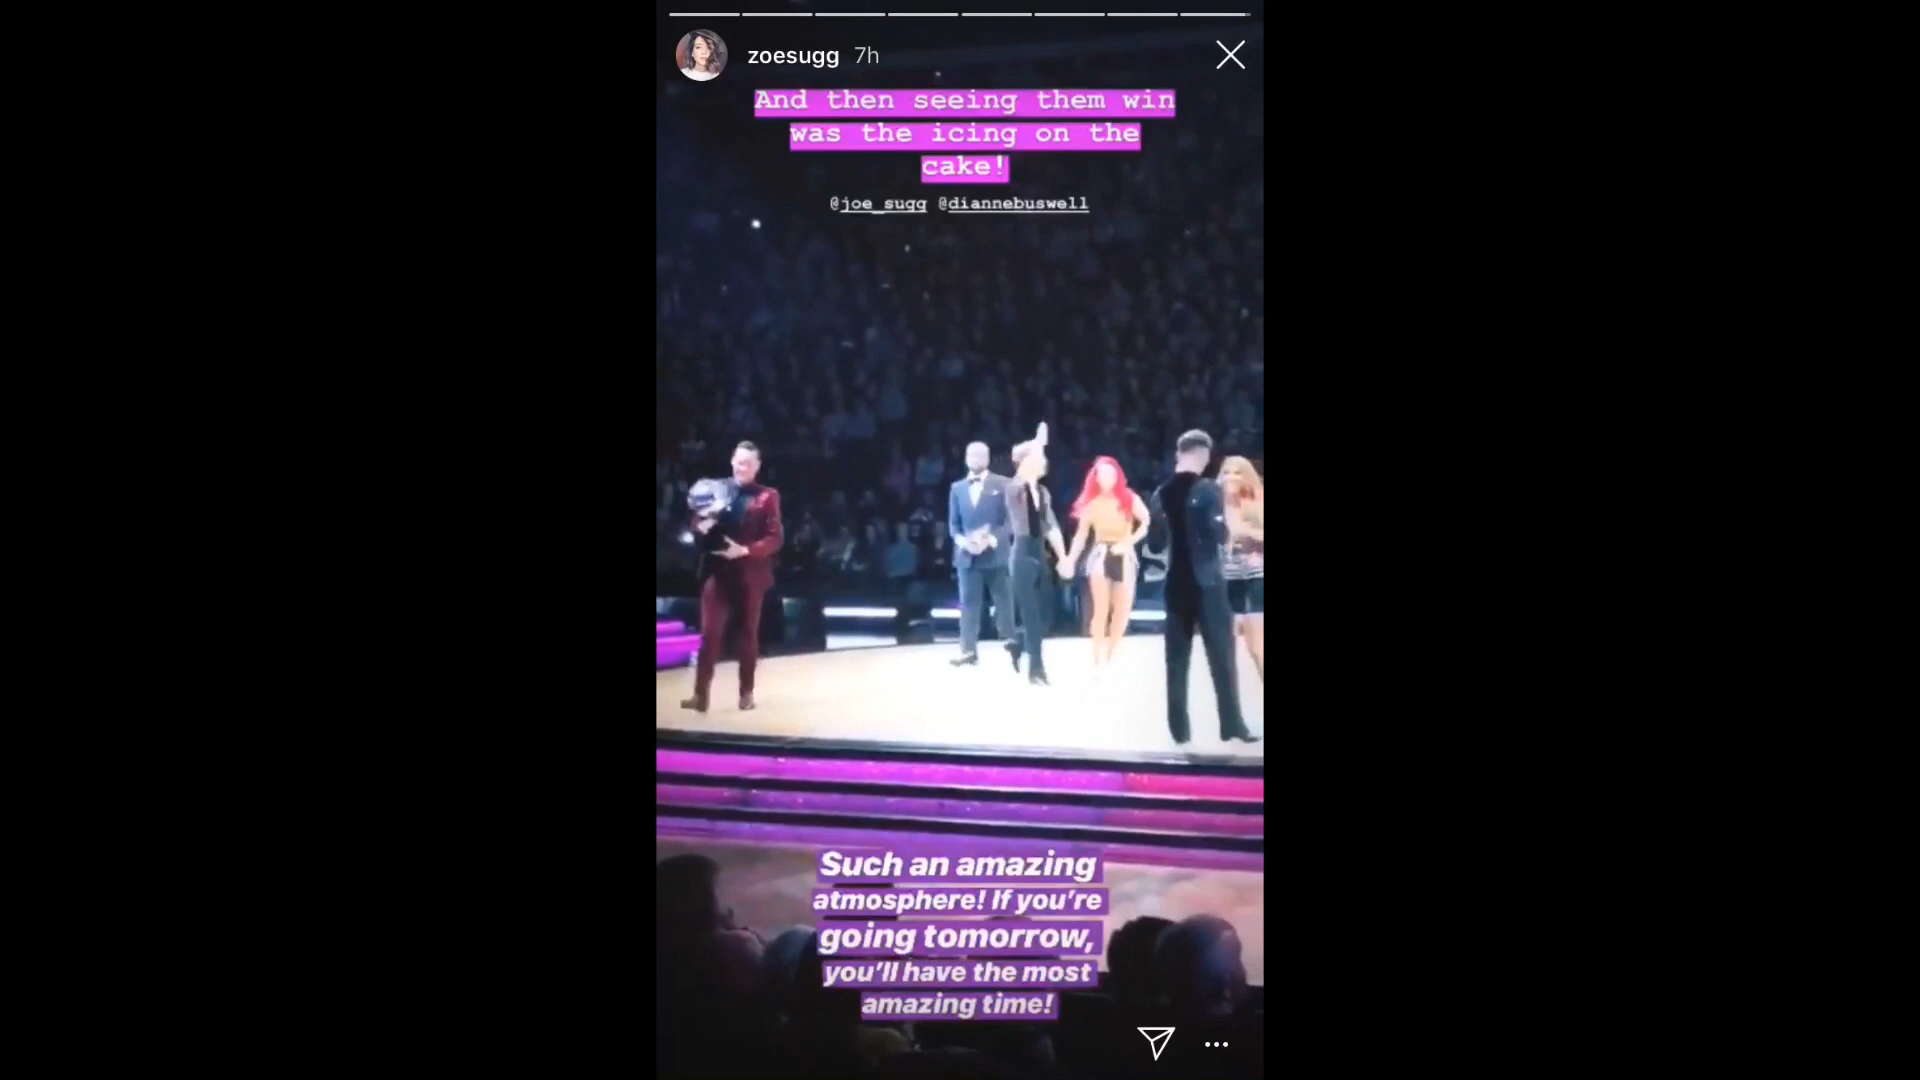 zoesugg 7h
And then seeing them win
was the icing on the
cake!
@joe_sugg @diannebuswell
Such an amazing
atmosphere! If you're
going tomorrow,
you'll have the most
amazing time!